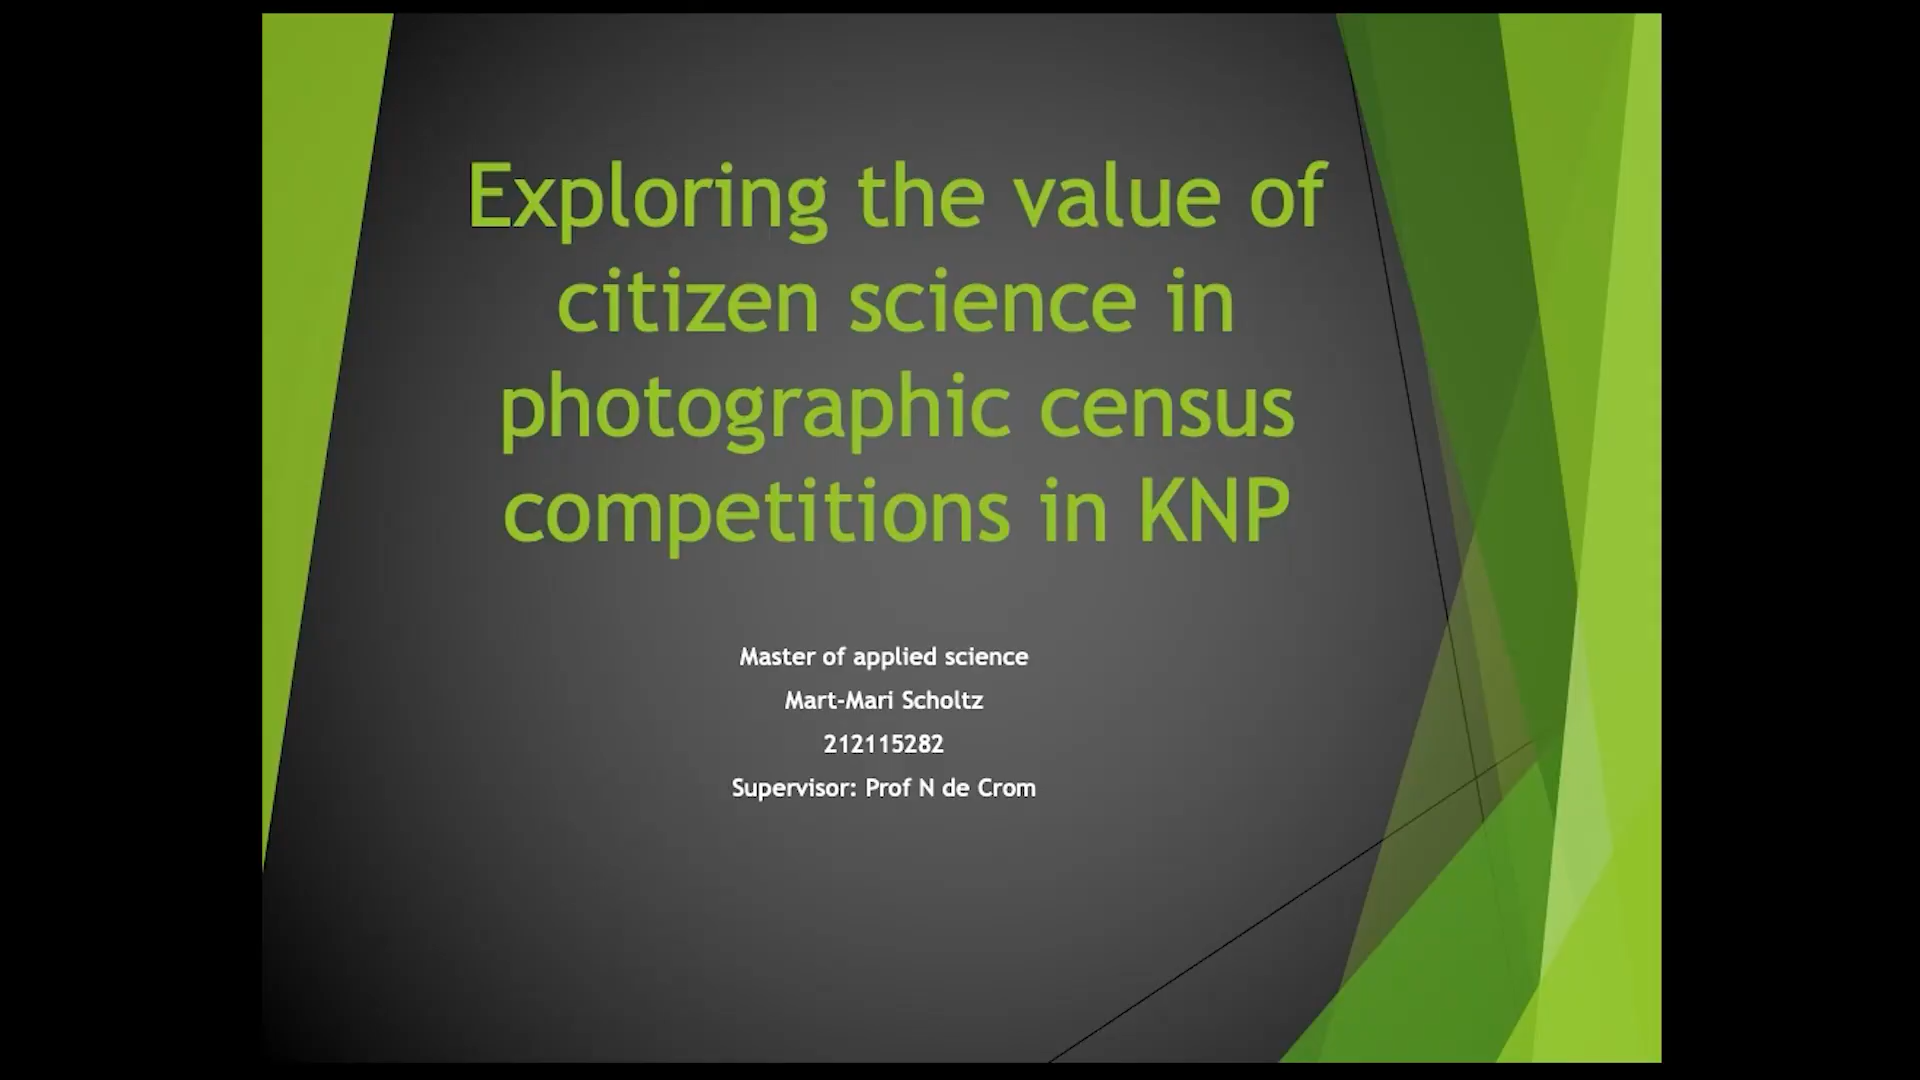 Exploring the value of
citizen science in
photographic census
competitions in KNP
Master of applied science
Mart-Mari Scholtz
212115282
Supervisor: Prof N de Crom